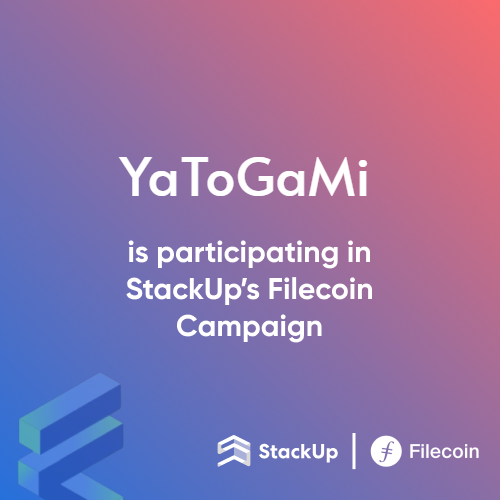 YaToGaMi
is participating in
StackUp's Filecoin
Campaign
StackUp | Filecoin